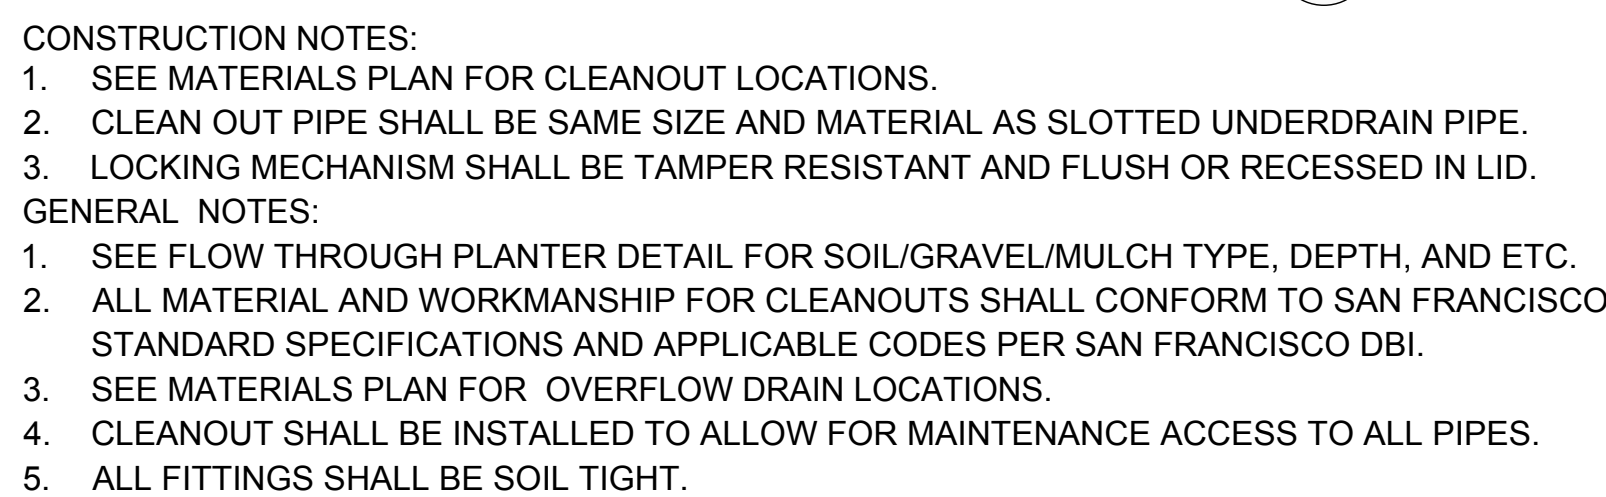 CONSTRUCTION NOTES:
1. SEE MATERIALS PLAN FOR CLEANOUT LOCATIONS.
2. CLEAN OUT PIPE SHALL BE SAME SIZE AND MATERIAL AS SLOTTED UNDERDRAIN PIPE.
3. LOCKING MECHANISM SHALL BE TAMPER RESISTANT AND FLUSH OR RECESSED IN LID.
GENERAL NOTES:
1. SEE FLOW THROUGH PLANTER DETAIL FOR SOIL/GRAVEL/MULCH TYPE, DEPTH, AND ETC.
2. ALL MATERIAL AND WORKMANSHIP FOR CLEANOUTS SHALL CONFORM TO SAN FRANCISCO
STANDARD SPECIFICATIONS AND APPLICABLE CODES PER SAN FRANCISCO DBI.
3. SEE MATERIALS PLAN FOR OVERFLOW DRAIN LOCATIONS.
4. CLEANOUT SHALL BE INSTALLED TO ALLOW FOR MAINTENANCE ACCESS TO ALL PIPES.
5. ALL FITTINGS SHALL BE SOIL TIGHT.